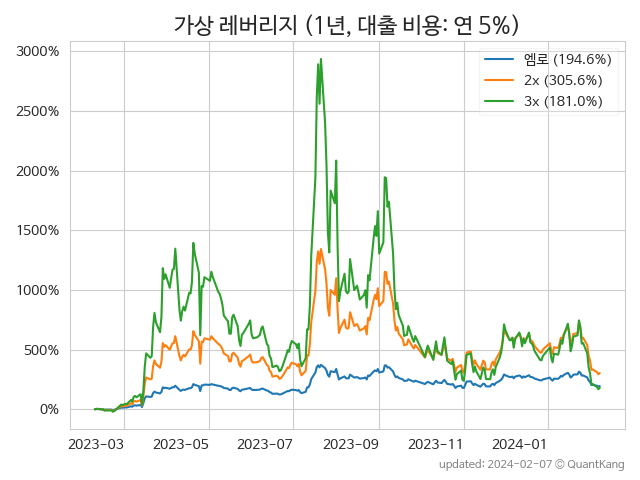 가상 레버리지 (1년, 대출 비용: 연 5%)
3000%
2500%
2000%
1500%
1000%
500%
0%
엠로 (194.6%)
2x (305.6%)
3x (181.0%)
2023-03
2023-05
2023-07
2023-09
2023-11
2024-01
updated: 2024-02-07 © QuantKang